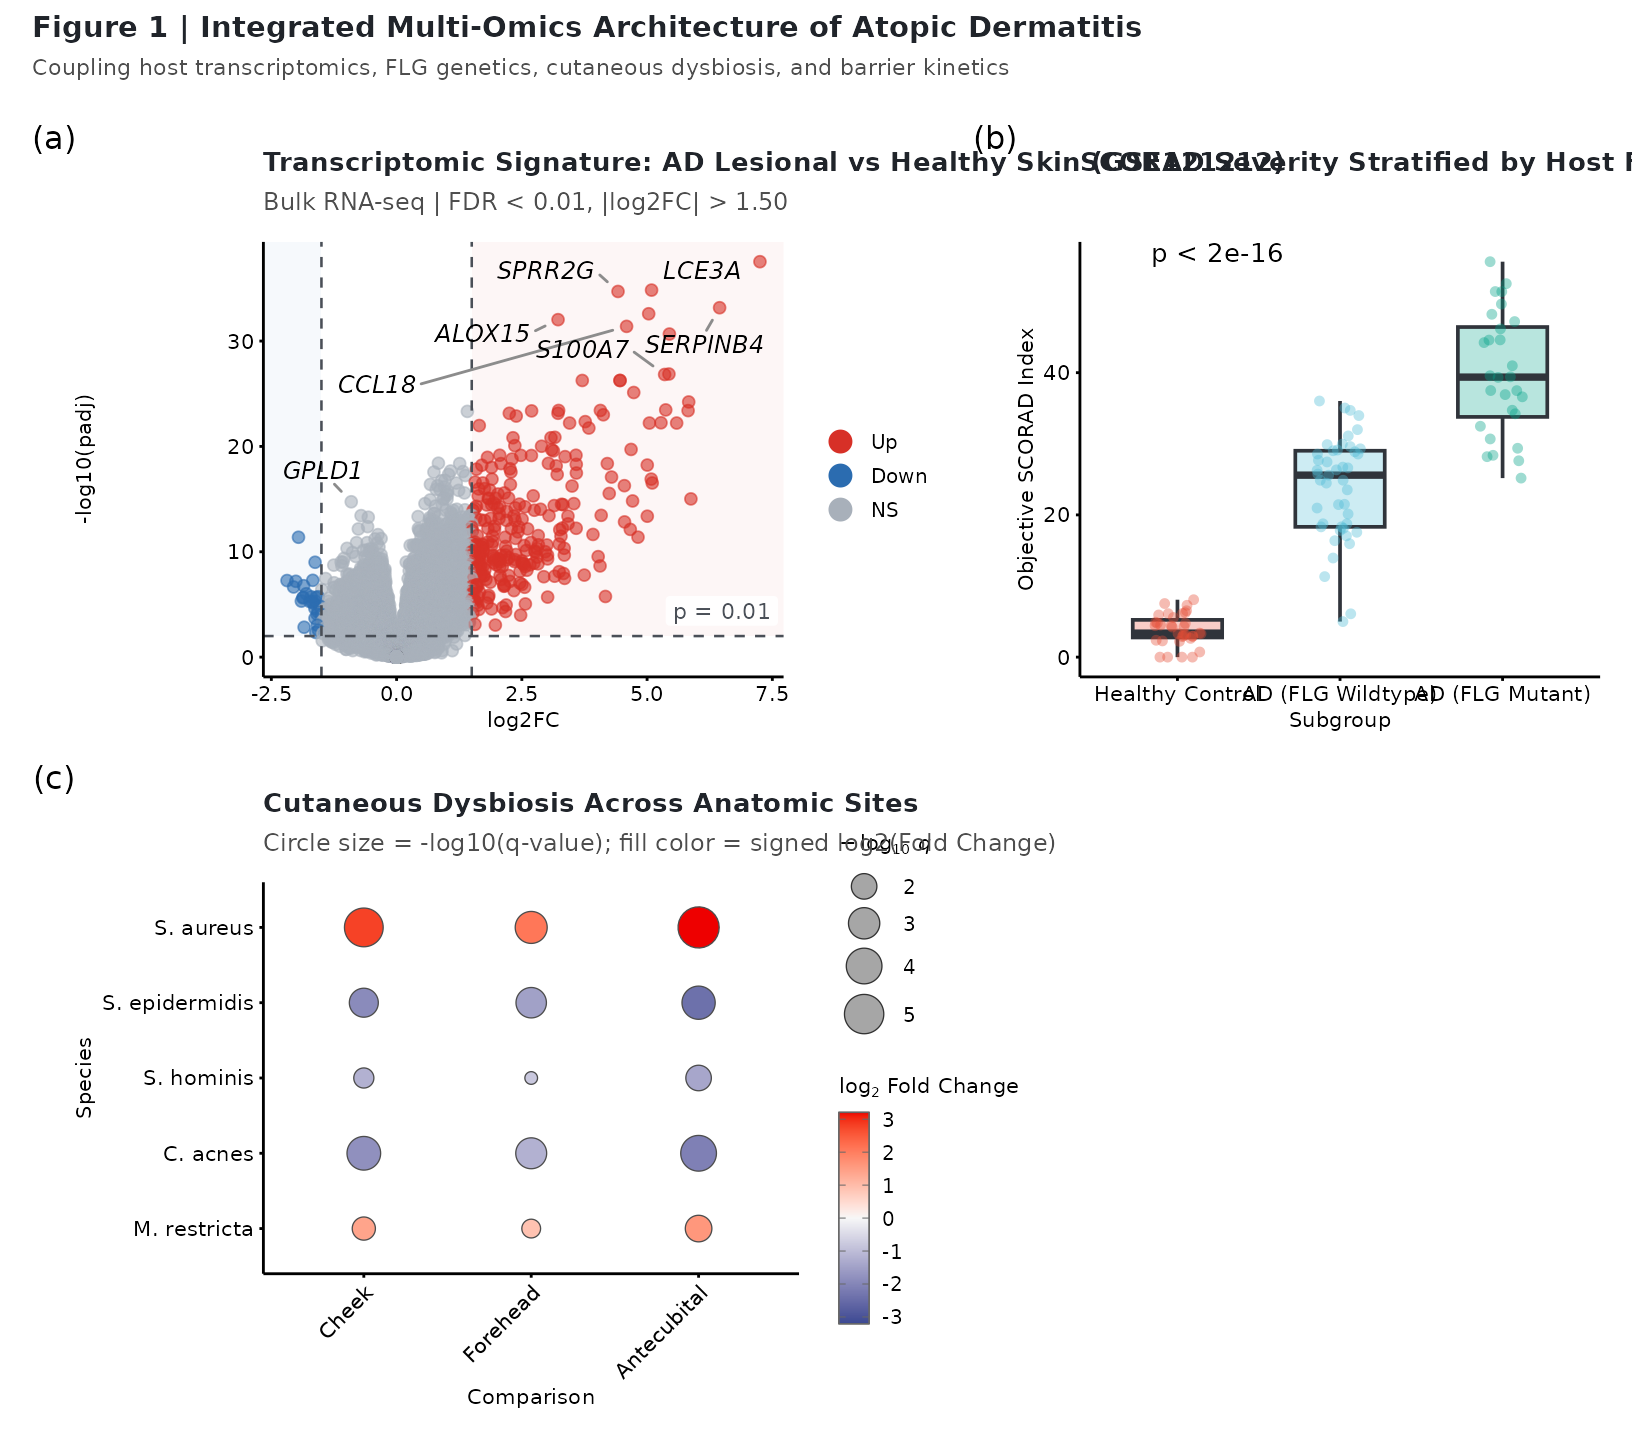 Figure 1 | Integrated Multi-Omics Architecture of Atopic Dermatitis
Coupling host transcriptomics, FLG genetics, cutaneous dysbiosis, and barrier kinetics
(a)
Transcriptomic Signature: AD Lesional vs Healthy Skin (GSE121212)
Bulk RNA-seq | FDR < 0.01, |log2FC| > 1.50
-log10(padj)
30
20
10
0
SPRR2G
LCE3A
ALOX15
S100A7
SERPINB4
CCL18
GPLD1
p = 0.01
-2.5
0.0
2.5
5.0
7.5
log2FC
Up
Down
NS
(b)
SCORAD Severity Stratified by Host
p < 2e-16
Objective SCORAD Index
40
20
0
Healthy Control
AD (FLG Wildtype)
AD (FLG Mutant)
Subgroup
(c)
Cutaneous Dysbiosis Across Anatomic Sites
Circle size = -log10(q-value); fill color = signed log2(Fold Change)
Species
S. aureus
S. epidermidis
S. hominis
C. acnes
M. restricta
Cheek
Forehead
Antecubital
Comparison
−log₁₀ q
2
3
4
5
log₂ Fold Change
3
2
1
0
-1
-2
-3